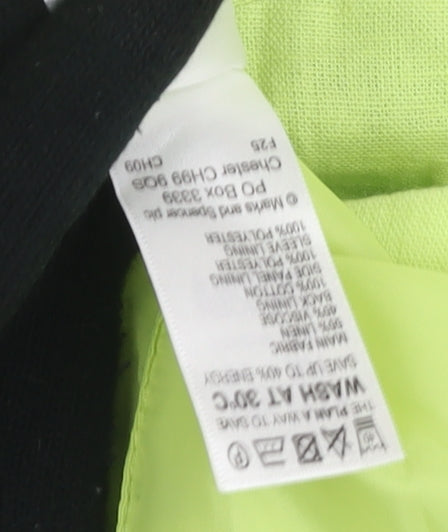 40
P
THE PLAN A WAY TO SAVE
WASH AT 30°C
SAVE UP TO 40% ENERGY
MAIN FABRIC
LINEN
VISCOSE
BACK LINING
100% COTTON
SIDE PANEL LINING
100% POLYESTER
SLEEVE LINING
100% POLYESTER
© Marks and Spencer plc
PO Box 3339
Chester CH99 9QS
F25 CH09